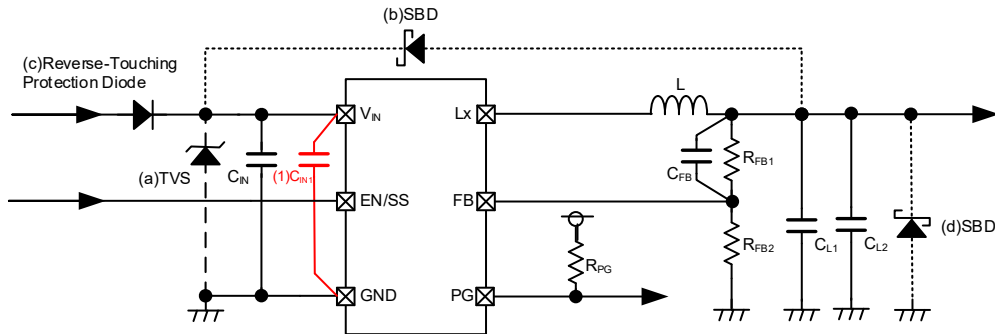 (b)SBD
(c)Reverse-Touching
Protection Diode
L
VIN
Lx
RFB1
CFB
(a)TVS
CIN
(1)CIN1
EN/SS
FB
RFB2
CL1
CL2
(d)SBD
RPG
GND
PG